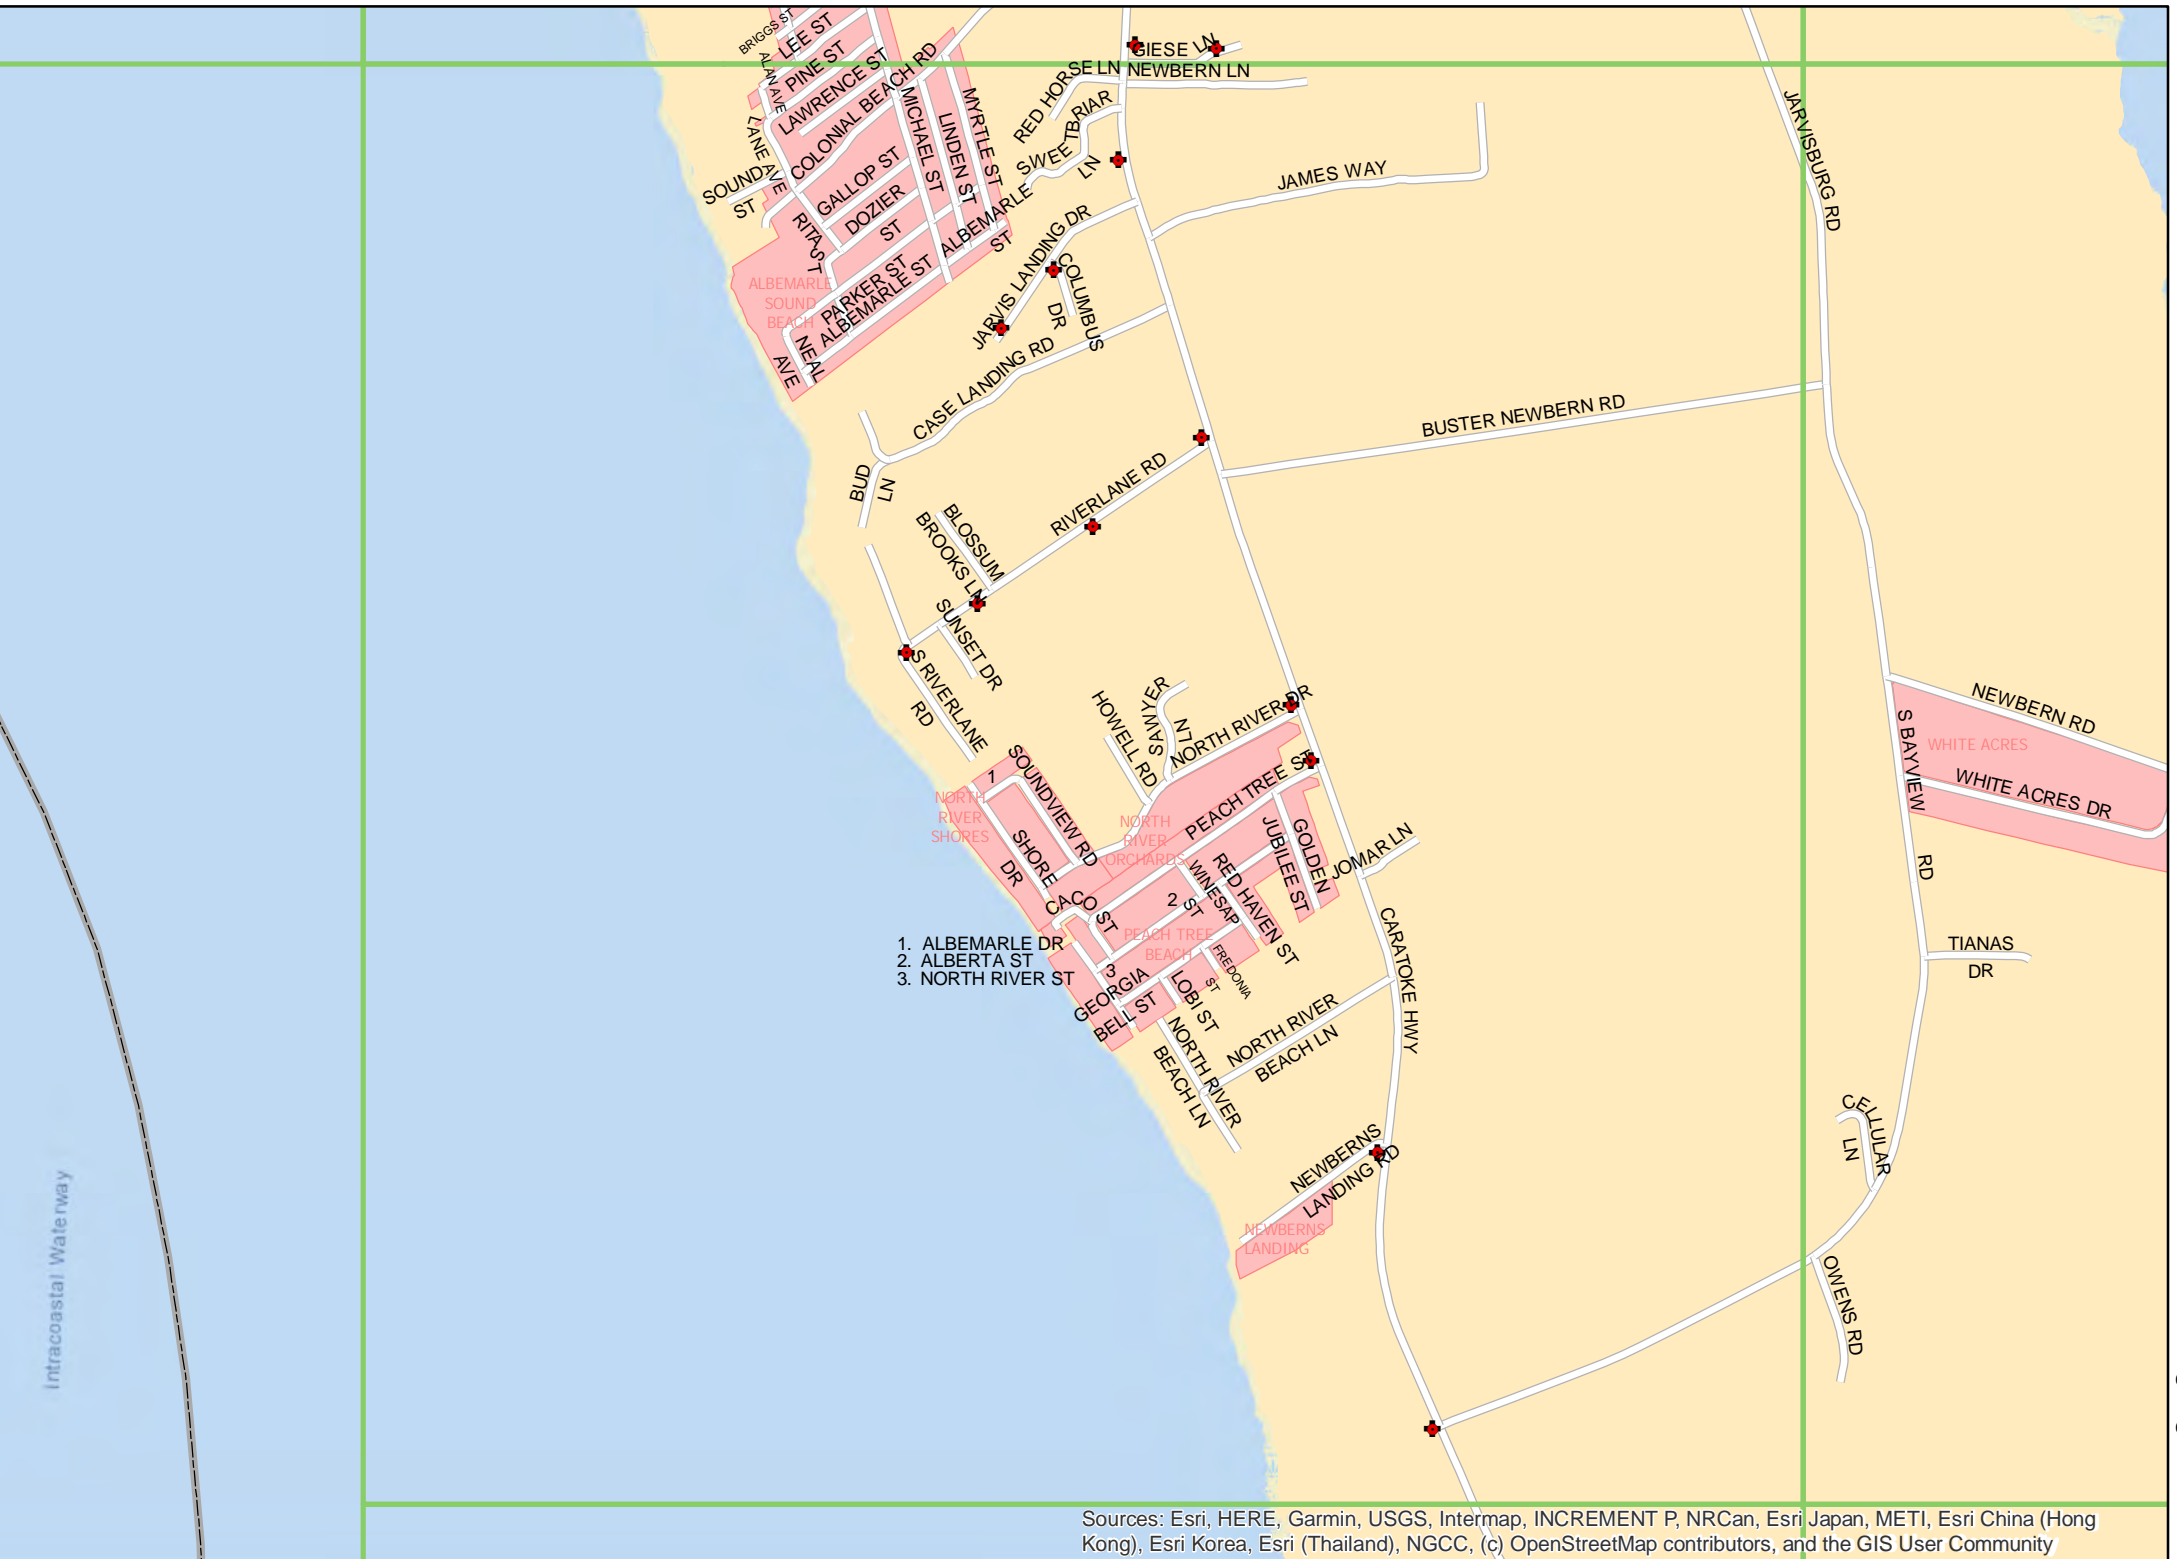 BRIGGS ST
LEE ST
PINE ST
ALAN AVE
LAWRENCE ST
COLONIAL BEACH RD
LANE AVE
MICHAEL ST
LINDEN ST
MYRTLE ST
SOUND
ST
GALLOP ST
DOZIER
ST
RITA ST
ALBEMARLE
ST
PARKER ST
ALBEMARLE ST
NEAL
AVE
ALBEMARLE
SOUND
BEACH
GIESE LN
RED HORSE LN
NEWBERN LN
SWEETBRIAR
LN
JAMES WAY
JARVISBURG RD
JARVIS LANDING DR
COLUMBUS
DR
CASE LANDING RD
BUD
LN
BUSTER NEWBERN RD
RIVERLANE RD
BLOSSUM
BROOKS LN
SUNSET DR
S RIVERLANE
RD
HOWELL RD
SAWYER
LN
NORTH RIVER DR
PEACH TREE ST
1
SOUNDVIEW RD
NORTH
RIVER
SHORES
SHORE
DR
NORTH
RIVER
ORCHARDS
GOLDEN
JUBILEE ST
JOMAR LN
RED HAVEN ST
WINESAP
ST
2
CACO ST
PEACH TREE
BEACH
FREDONIA
ST
3
GEORGIA
BELL ST
LOBI ST
1. ALBEMARLE DR
2. ALBERTA ST
3. NORTH RIVER ST
CARATOKE HWY
NORTH RIVER
BEACH LN
NORTH RIVER
BEACH LN
NEWBERNS
LANDING RD
NEWBERNS
LANDING
NEWBERN RD
WHITE ACRES
WHITE ACRES DR
S BAYVIEW
RD
TIANAS
DR
CELLULAR
LN
OWENS RD
Intracoastal Waterway
Sources: Esri, HERE, Garmin, USGS, Intermap, INCREMENT P, NRCan, Esri Japan, METI, Esri China (Hong
Kong), Esri Korea, Esri (Thailand), NGCC, (c) OpenStreetMap contributors, and the GIS User Community